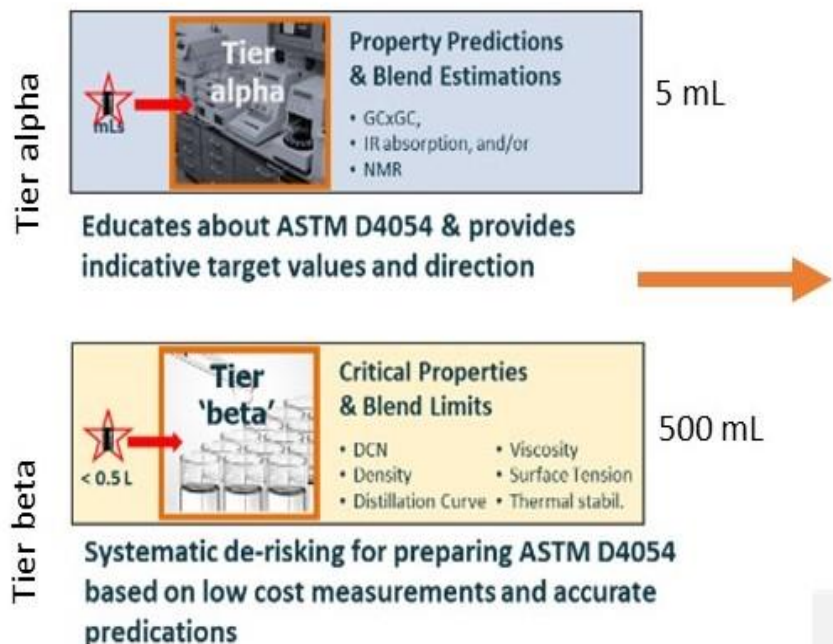 Tier alpha
mLs
Tier
alpha
Property Predictions
& Blend Estimations
• GCxGC,
• IR absorption, and/or
• NMR
5 mL
Educates about ASTM D4054 & provides
indicative target values and direction
Tier beta
< 0.5 L
Tier
‘beta’
Critical Properties
& Blend Limits
• DCN
• Density
• Distillation Curve
• Viscosity
• Surface Tension
• Thermal stabil.
500 mL
Systematic de-risking for preparing ASTM D4054
based on low cost measurements and accurate
predications